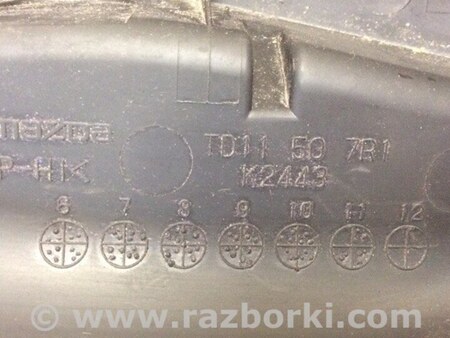 mazda
TD11 50 7R1
P-HK
K2443
6 7 8 9 10 11 12
© www.razborki.com